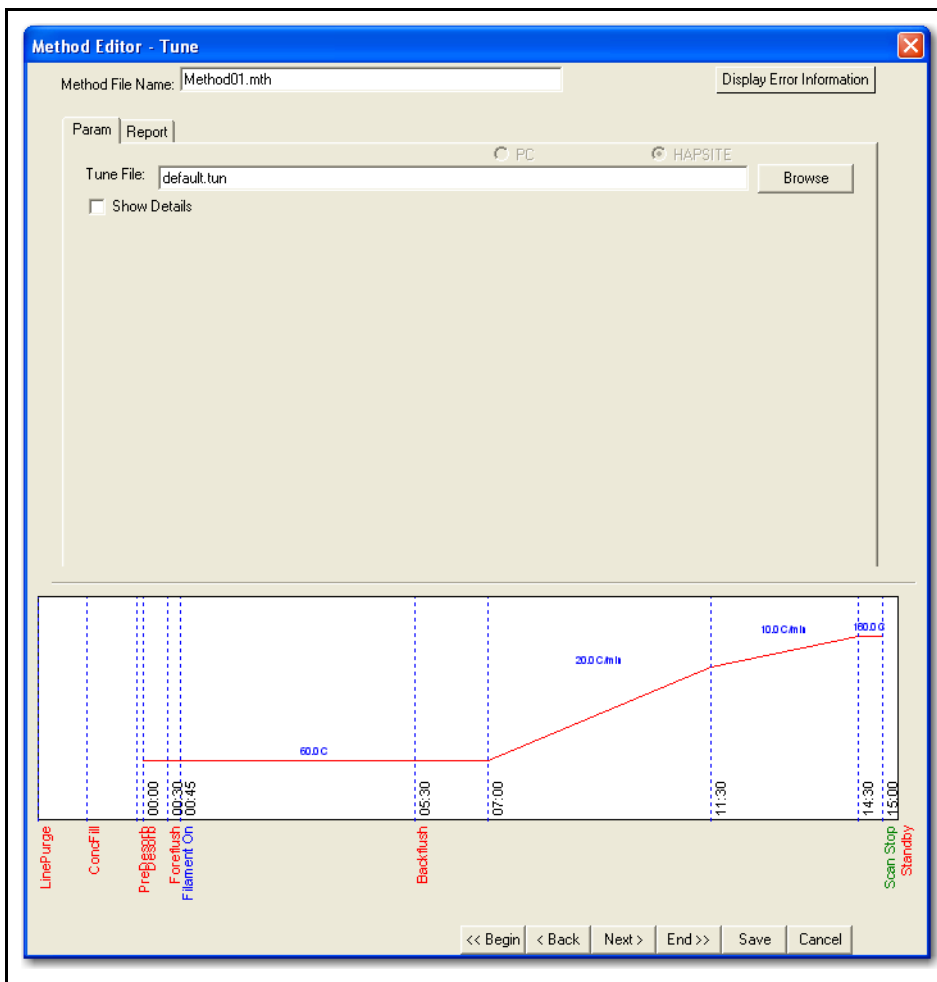 Method Editor - Tune
Method File Name: Method01.mth
Display Error Information
Param Report
PC HAPSITE
Tune File: default.tun Browse
Show Details
10.0 C/min
180.0 C
20.0 C/min
60.0 C
00:00
00:30
00:45
05:30
07:00
11:30
14:30
15:00
LinePurge
ConcFill
PreDesorb
Desorb
Foreflush
Filament On
Backflush
Scan Stop
Standby
<< Begin < Back Next > End >> Save Cancel